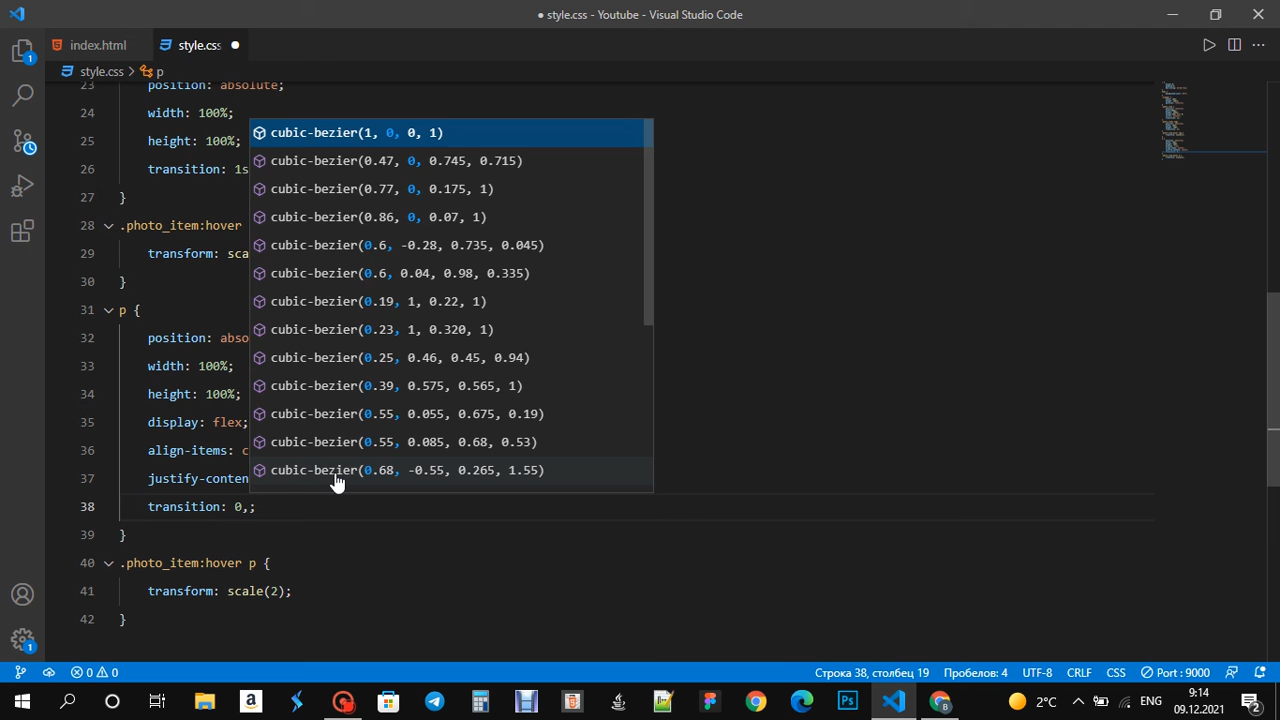 ● style.css - Youtube - Visual Studio Code
index.html
style.css ●
style.css > p
23 position: absolute;
24 width: 100%;
25 height: 100%;
26 transition: 1s
27 }
28 .photo_item:hover
29 transform: sca
30 }
31 p {
32 position: abso
33 width: 100%;
34 height: 100%;
35 display: flex;
36 align-items: c
37 justify-conten
38 transition: 0,;
39 }
40 .photo_item:hover p {
41 transform: scale(2);
42 }
cubic-bezier(1, 0, 0, 1)
cubic-bezier(0.47, 0, 0.745, 0.715)
cubic-bezier(0.77, 0, 0.175, 1)
cubic-bezier(0.86, 0, 0.07, 1)
cubic-bezier(0.6, -0.28, 0.735, 0.045)
cubic-bezier(0.6, 0.04, 0.98, 0.335)
cubic-bezier(0.19, 1, 0.22, 1)
cubic-bezier(0.23, 1, 0.320, 1)
cubic-bezier(0.25, 0.46, 0.45, 0.94)
cubic-bezier(0.39, 0.575, 0.565, 1)
cubic-bezier(0.55, 0.055, 0.675, 0.19)
cubic-bezier(0.55, 0.085, 0.68, 0.53)
cubic-bezier(0.68, -0.55, 0.265, 1.55)
1
1
0 0
Строка 38, столбец 19 Пробелов: 4 UTF-8 CRLF CSS Port : 9000
2°C ENG
9:14
09.12.2021
2